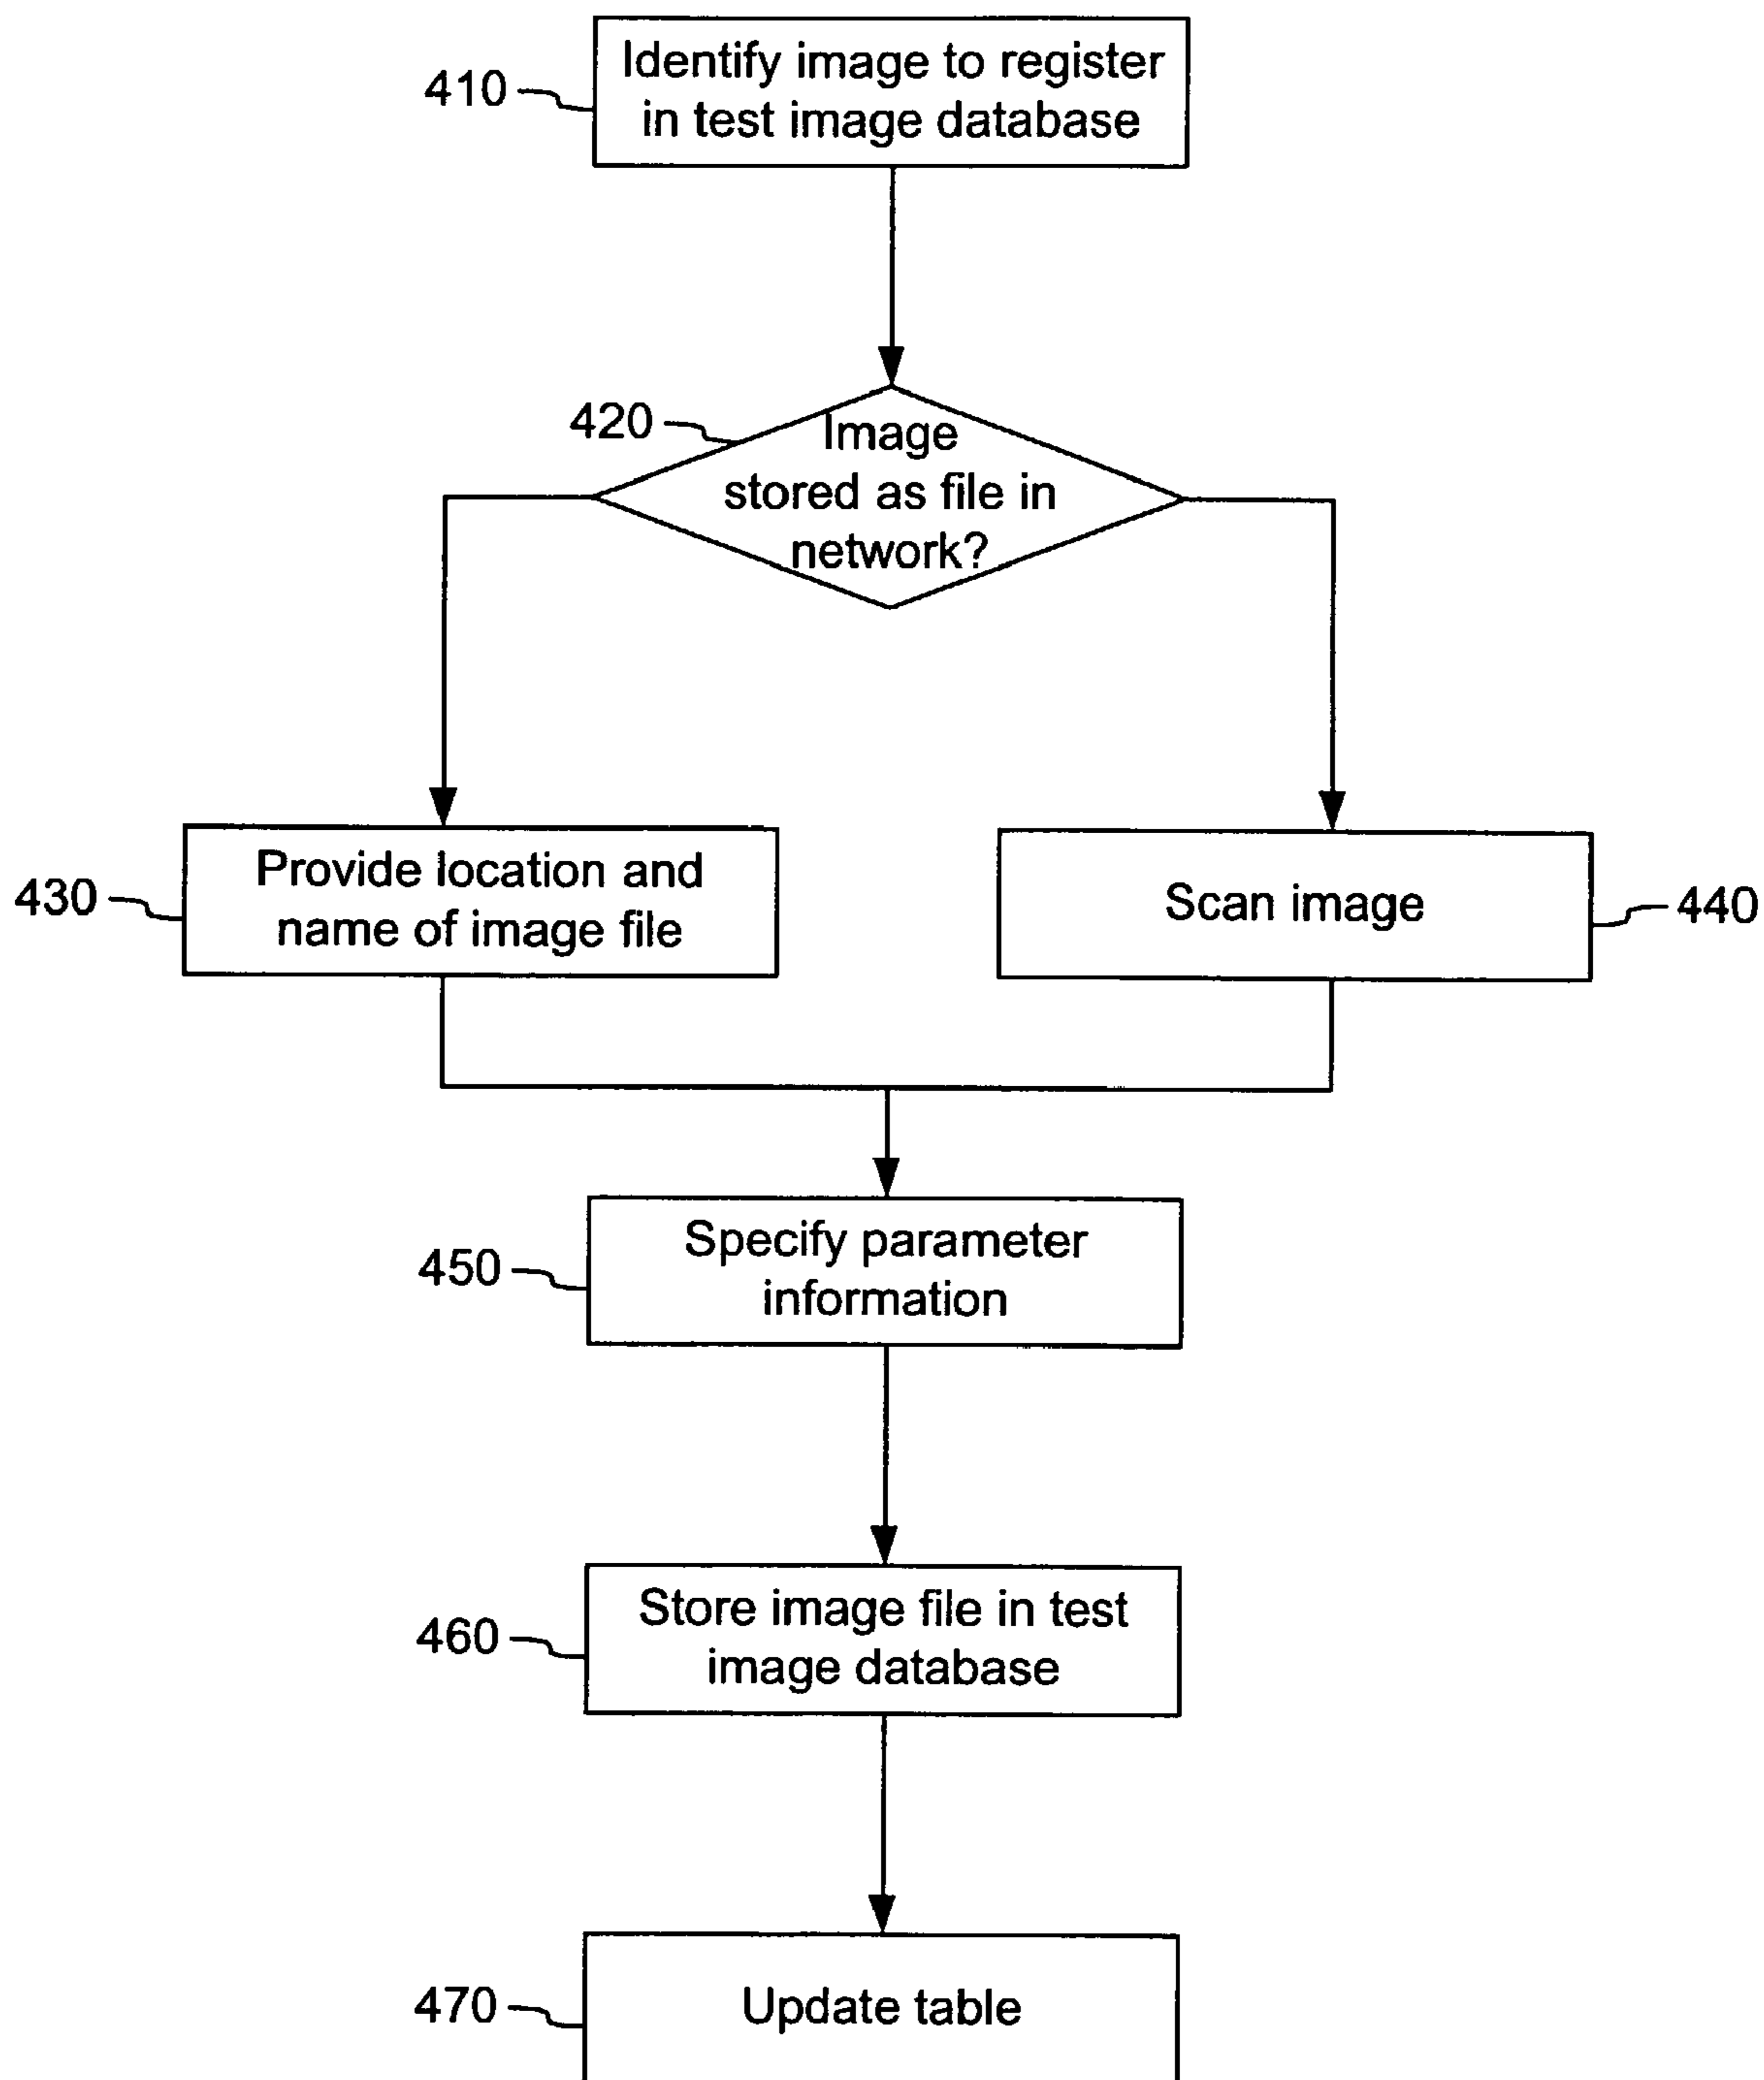 410
Identify image to register
in test image database
420
Image
stored as file in
network?
430
Provide location and
name of image file
Scan image
440
450
Specify parameter
information
460
Store image file in test
image database
470
Update table